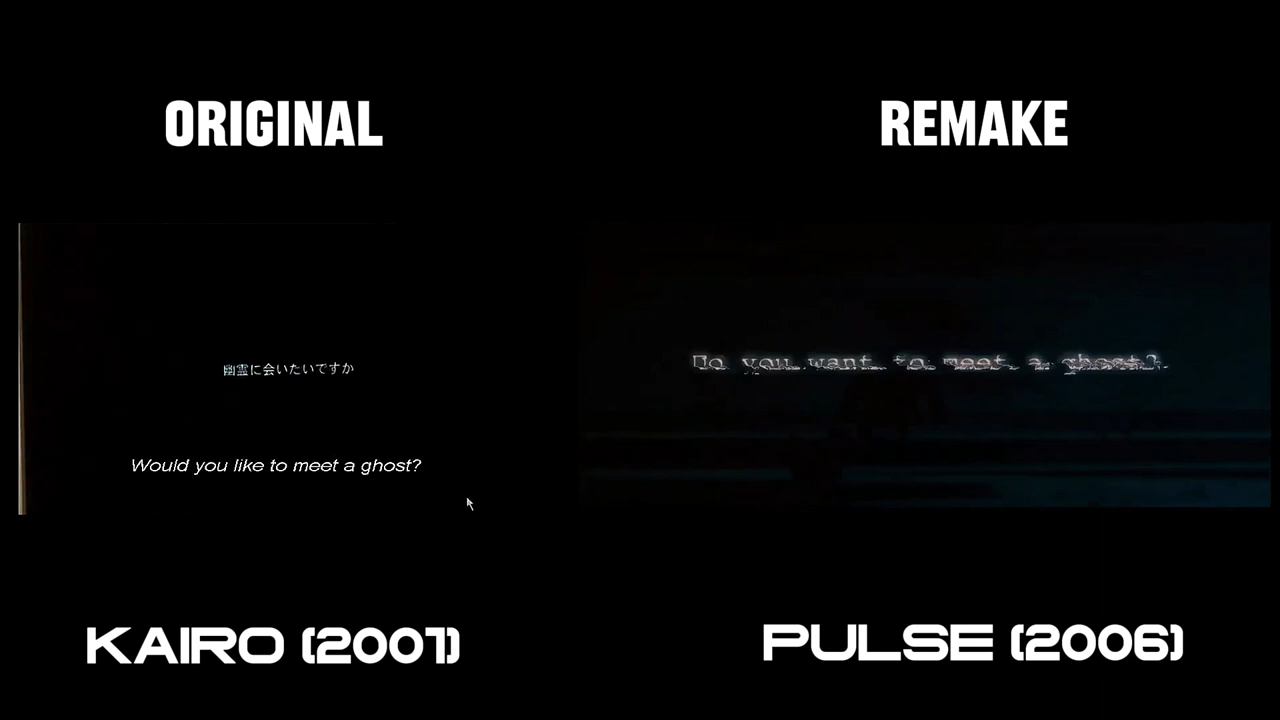 ORIGINAL
REMAKE
幽霊に会いたいですか
Would you like to meet a ghost?
Do you want to meet a ghost?
KAIRO (2001)
PULSE (2006)